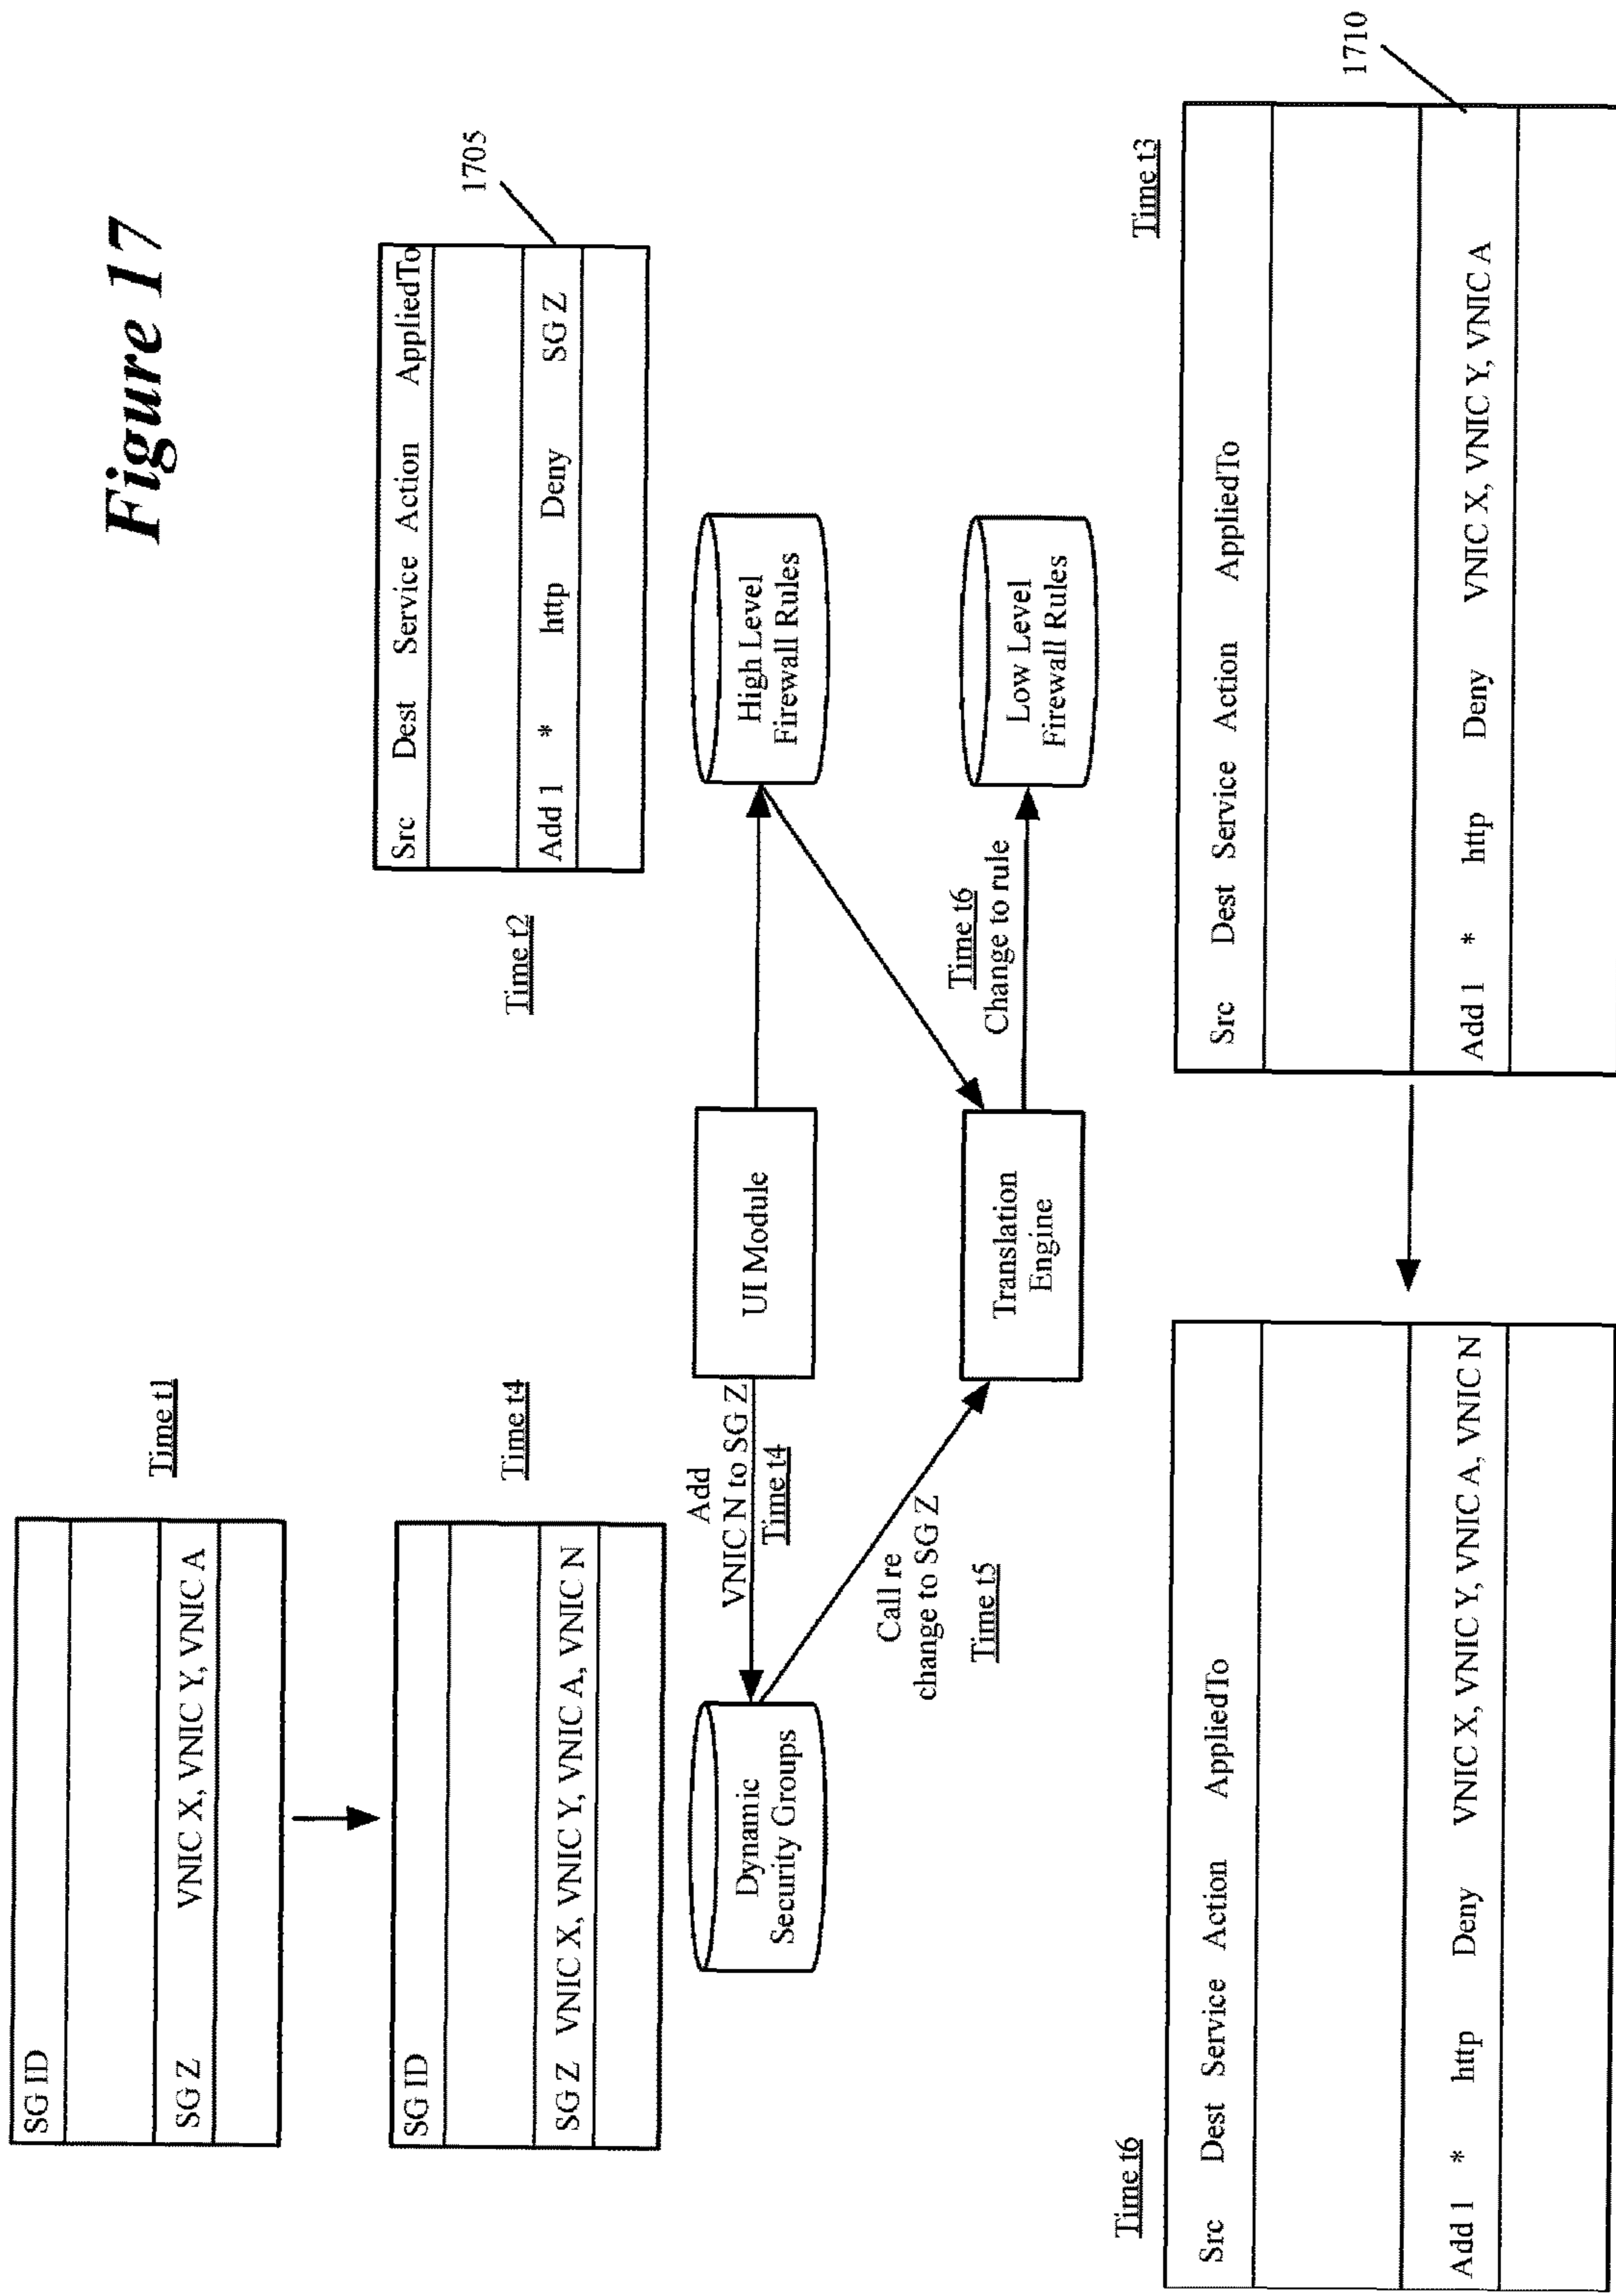 Figure 17
SG ID
SG Z VNIC X, VNIC Y, VNIC A
Time t1
SG ID
SG Z VNIC X, VNIC Y, VNIC A, VNIC N
Time t4
Time t2
Src Dest Service Action AppliedTo
Add 1 * http Deny SG Z
1705
Dynamic
Security Groups
Add
VNIC N to SG Z
Time t4
UI Module
High Level
Firewall Rules
Call re
change to SG Z
Time t5
Translation
Engine
Time t6
Change to rule
Low Level
Firewall Rules
Time t6
Src Dest Service Action AppliedTo
Add 1 * http Deny VNIC X, VNIC Y, VNIC A, VNIC N
Time t3
Src Dest Service Action AppliedTo
Add 1 * http Deny VNIC X, VNIC Y, VNIC A
1710